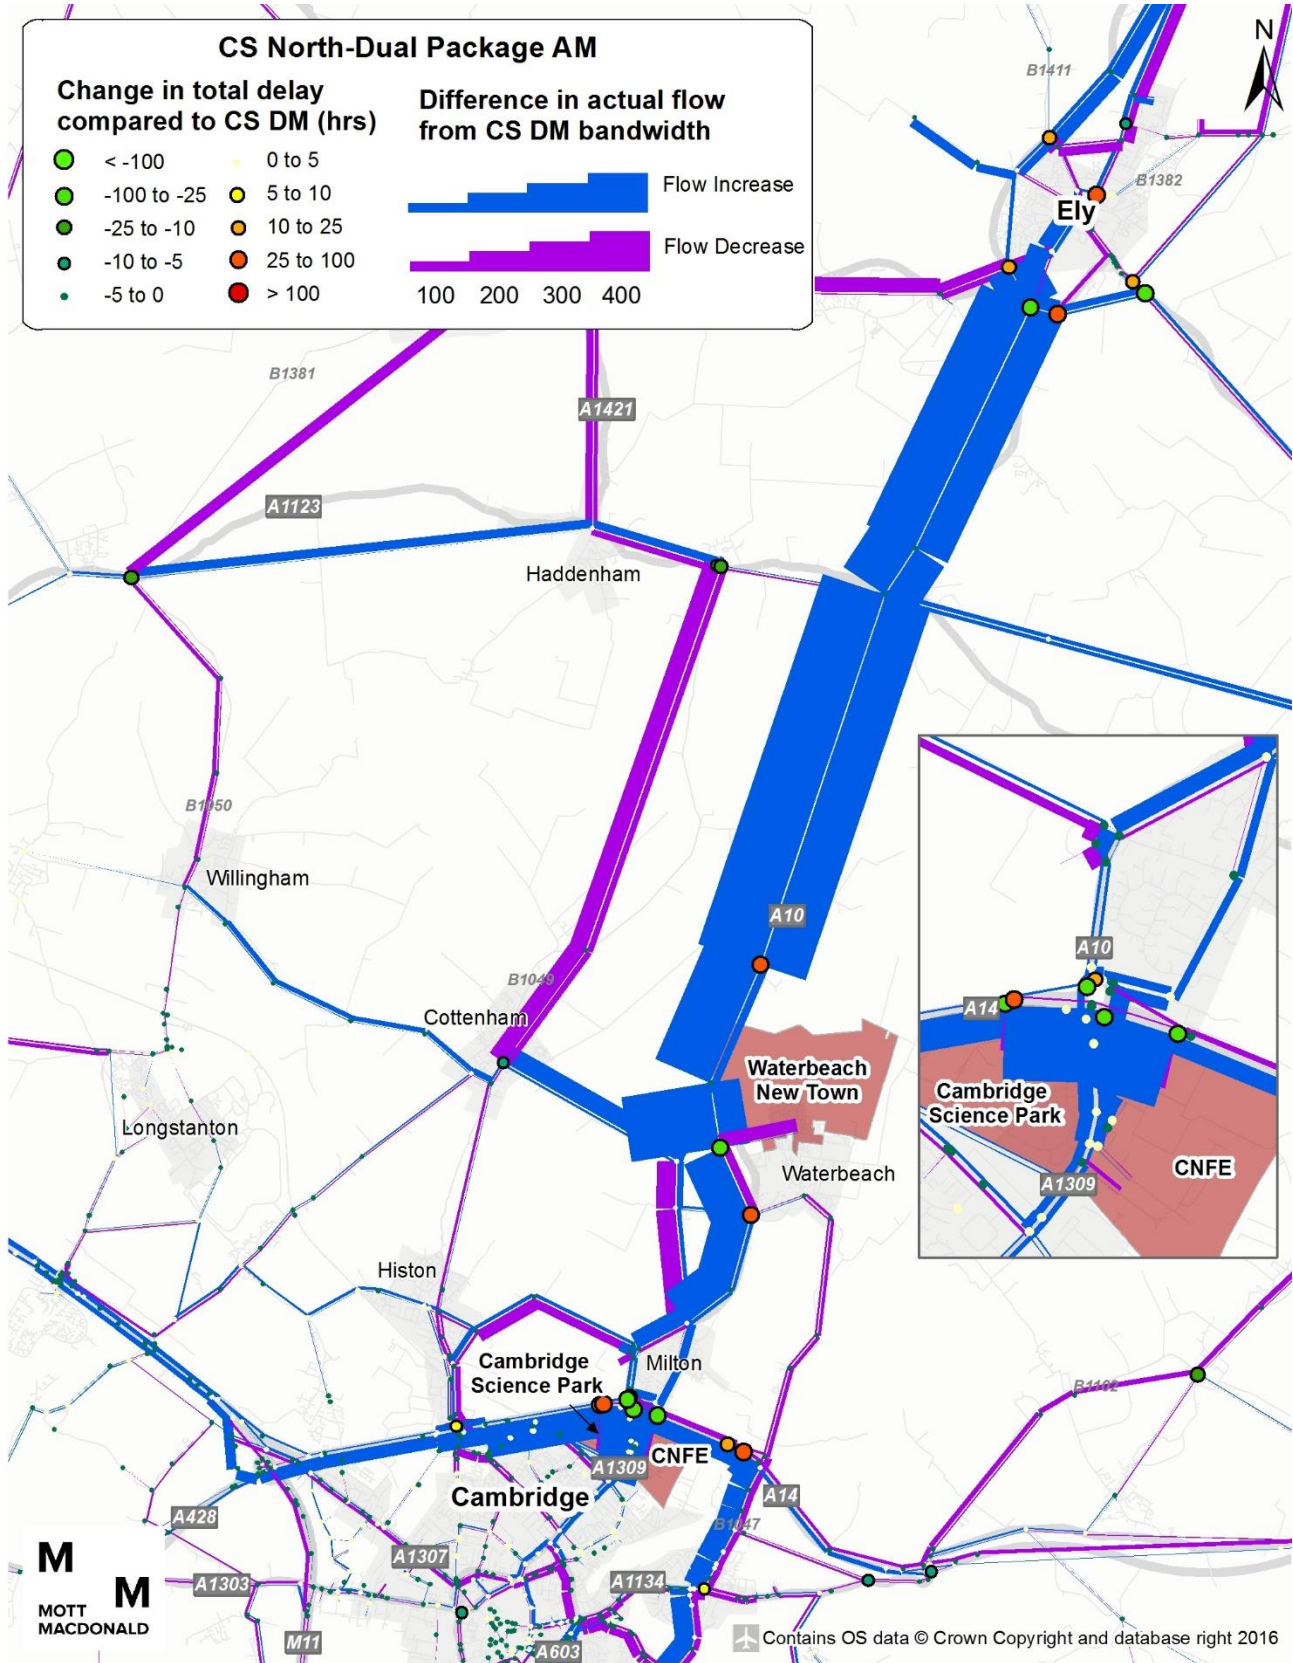 CS North-Dual Package AM
Change in total delay
compared to CS DM (hrs)
< -100
-100 to -25
-25 to -10
-10 to -5
-5 to 0
0 to 5
5 to 10
10 to 25
25 to 100
> 100
Difference in actual flow
from CS DM bandwidth
Flow Increase
Flow Decrease
100 200 300 400
N
B1411
B1382
Ely
B1381
A1421
A1123
Haddenham
B1050
Willingham
A10
B1049
Cottenham
Waterbeach
New Town
Longstanton
Waterbeach
Histon
Cambridge
Science Park
Milton
B1102
CNFE
A1309
Cambridge
A14
A428
B1047
A1307
A1303
A1134
M11
A603
A10
A14
Cambridge
Science Park
CNFE
A1309
M
M
MOTT
MACDONALD
Contains OS data © Crown Copyright and database right 2016